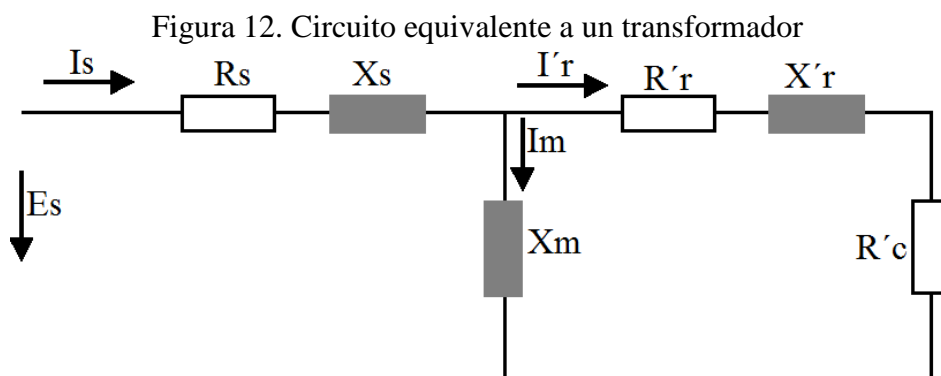 Figura 12. Circuito equivalente a un transformador
Is
Rs
Xs
I´r
R´r
X´r
Im
Es
Xm
R´c